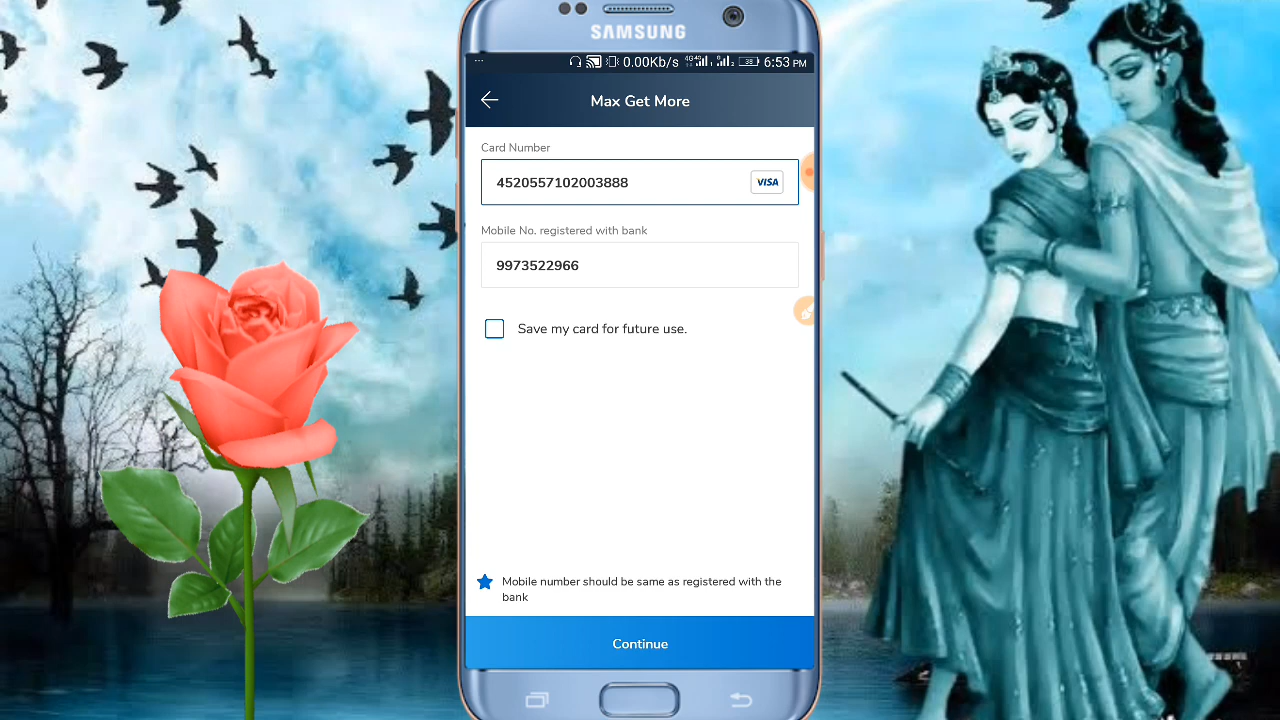 SAMSUNG
... 0.00Kb/s 38 6:53 PM
Max Get More
Card Number
4520557102003888
VISA
Mobile No. registered with bank
9973522966
Save my card for future use.
Mobile number should be same as registered with the
bank
Continue